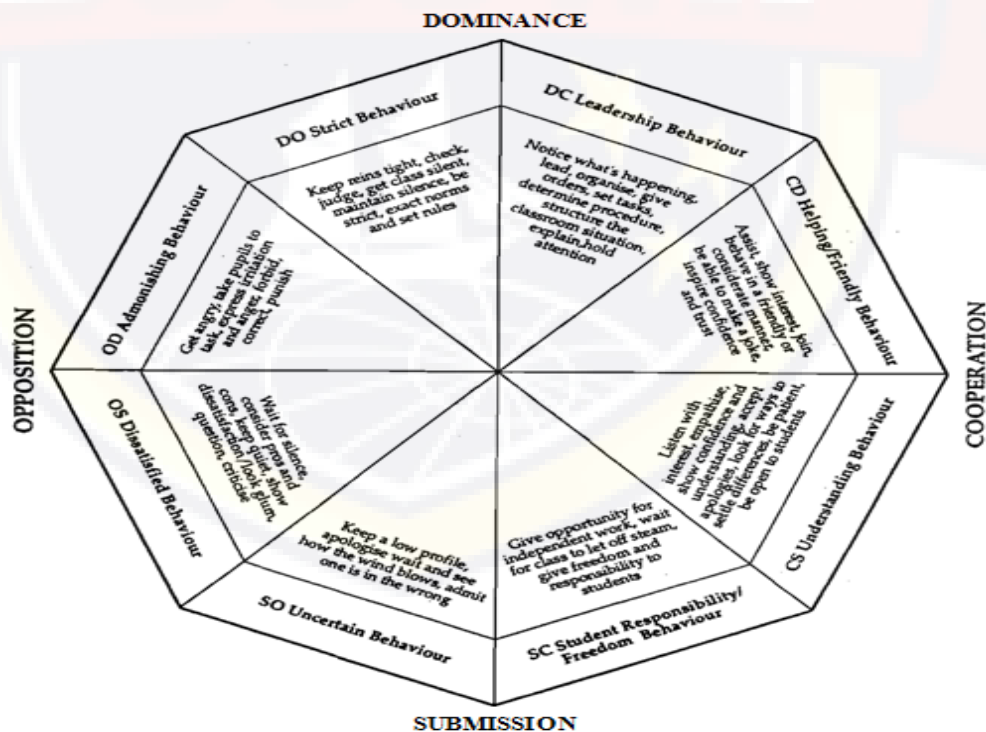 DOMINANCE
DO Strict Behaviour
Keep reins tight, check,
judge, get class silent,
maintain silence, be
strict, exact norms
and set rules
DC Leadership Behaviour
Notice what's happening,
lead, organise, give
orders, set tasks,
determine procedure,
structure the
classroom situation,
explain,hold
attention
CD Helping/Friendly Behaviour
Assist, show interest, join,
behave in a friendly or
considerate manner,
be able to make a joke,
inspire confidence
and trust
COOPERATION
CS Understanding Behaviour
Listen with
interest, empathise,
show confidence and
understanding, accept
apologies, look for ways to
settle differences, be patient,
be open to students
SC Student Responsibility/
Freedom Behaviour
Give opportunity for
independent work, wait
for class to let off steam,
give freedom and
responsibility to
students
SUBMISSION
SO Uncertain Behaviour
Keep a low profile,
apologise wait and see
how the wind blows, admit
one is in the wrong
OS Dissatisfied Behaviour
Wait for silence,
consider pros and
cons, keep quiet, show
dissatisfaction/look glum,
question, criticise
OPPOSITION
OD Admonishing Behaviour
Get angry, take pupils to
task, express irritation
and anger, forbid,
correct, punish